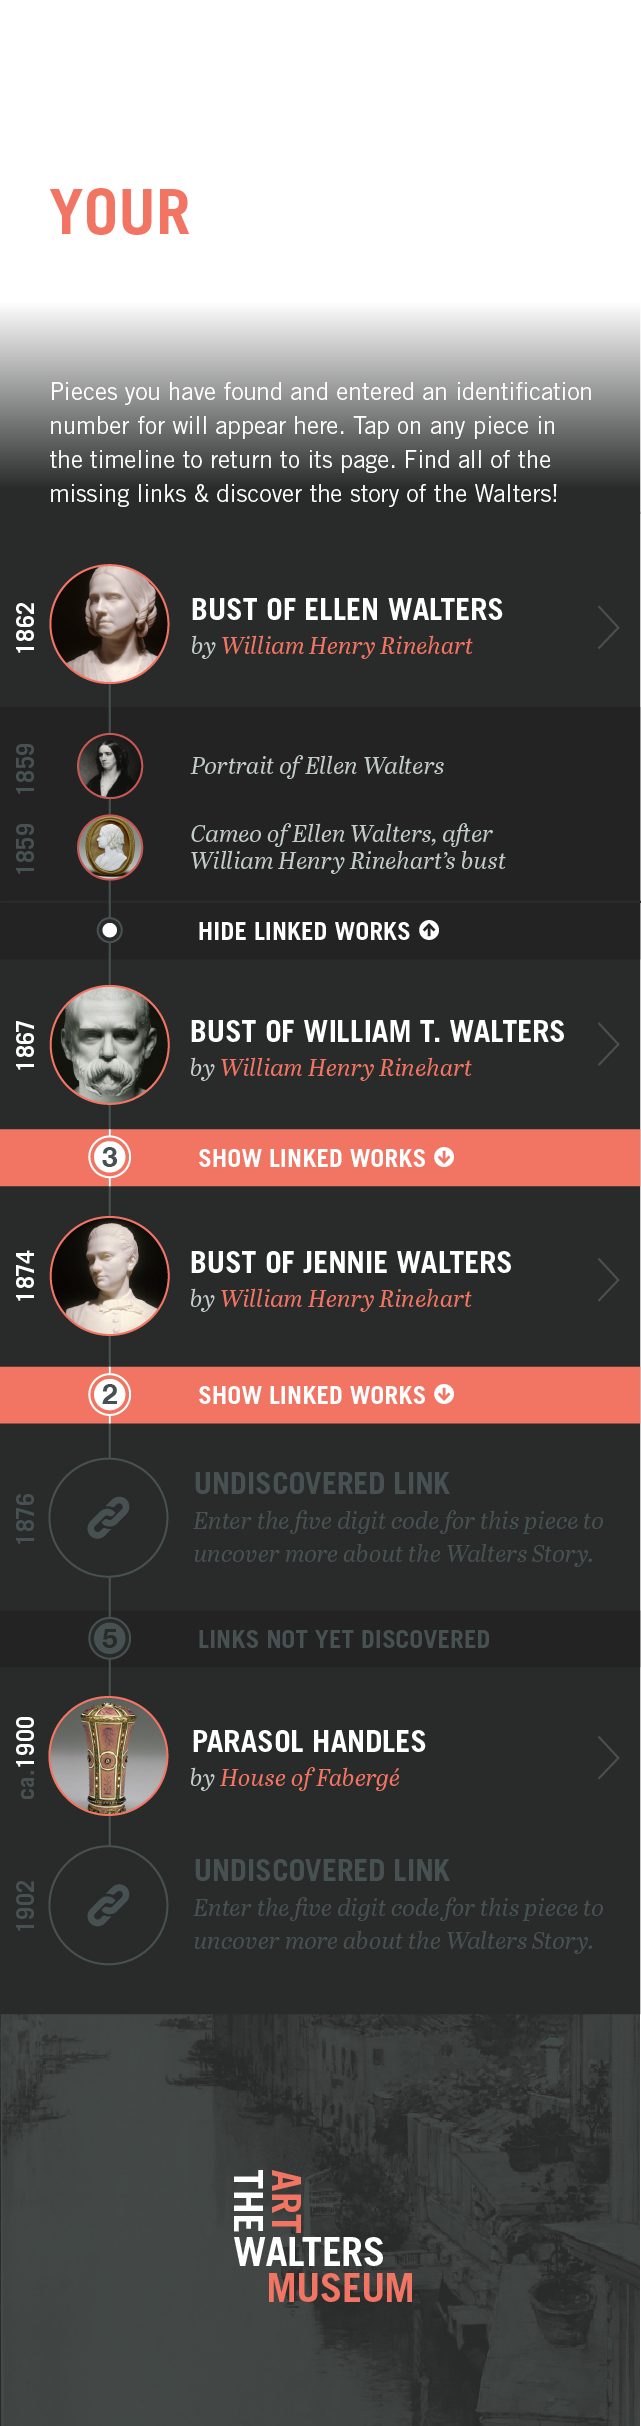 YOUR
Pieces you have found and entered an identification
number for will appear here. Tap on any piece in
the timeline to return to its page. Find all of the
missing links & discover the story of the Walters!
1862
BUST OF ELLEN WALTERS
by William Henry Rinehart
1859
Portrait of Ellen Walters
1859
Cameo of Ellen Walters, after
William Henry Rinehart's bust
HIDE LINKED WORKS
1867
BUST OF WILLIAM T. WALTERS
by William Henry Rinehart
3
SHOW LINKED WORKS
1874
BUST OF JENNIE WALTERS
by William Henry Rinehart
2
SHOW LINKED WORKS
1876
UNDISCOVERED LINK
Enter the five digit code for this piece to
uncover more about the Walters Story.
5
LINKS NOT YET DISCOVERED
ca. 1900
PARASOL HANDLES
by House of Fabergé
1902
UNDISCOVERED LINK
Enter the five digit code for this piece to
uncover more about the Walters Story.
THE
ART
WALTERS
MUSEUM